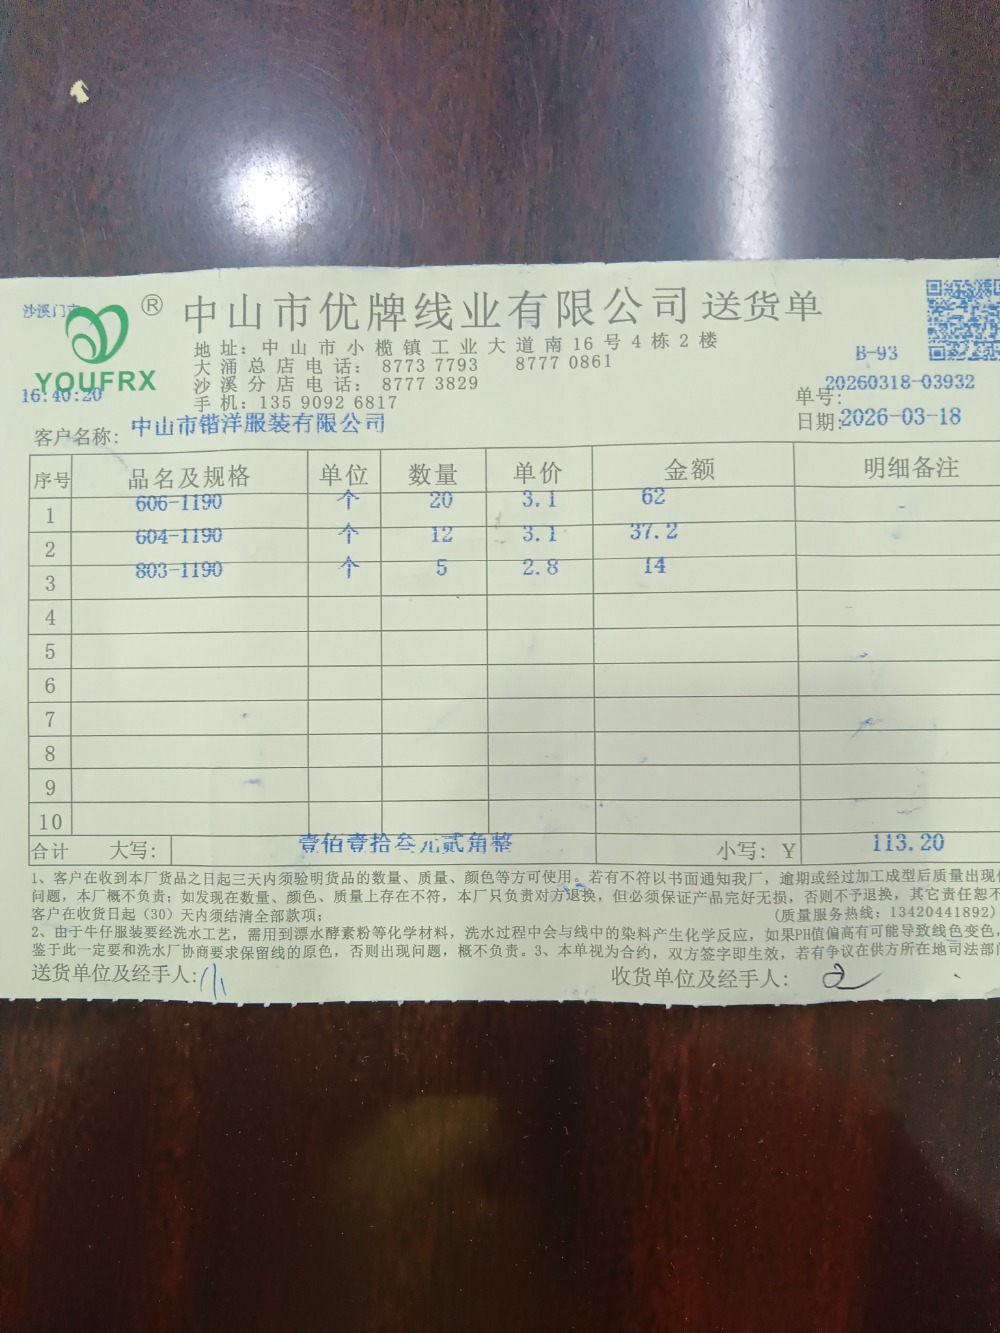 沙溪门市
®
中山市优牌线业有限公司 送货单
YOUFRX
地址: 中山市小榄镇工业大道南16号4栋2楼
大涌总店电话: 8773 7793 8777 0861
沙溪分店电话: 8777 3829
手机: 135 9092 6817
B-93
16:40:20
单号: 20260318-03932
日期: 2026-03-18
客户名称: 中山市锴洋服装有限公司
序号 品名及规格 单位 数量 单价 金额 明细备注
1 606-1190 个 20 3.1 62
2 604-1190 个 12 3.1 37.2
3 803-1190 个 5 2.8 14
4
5
6
7
8
9
10
合计 大写: 壹佰壹拾叁元贰角整 小写: Y 113.20
1、客户在收到本厂货品之日起三天内须验明货品的数量、质量、颜色等方可使用。若有不符以书面通知我厂，逾期或经过加工成型后质量出现
问题，本厂概不负责；如发现在数量、颜色、质量上存在不符，本厂只负责对方退换，但必须保证产品完好无损，否则不予退换，其它责任恕不
客户在收货日起（30）天内须结清全部款项； (质量服务热线: 13420441892)
2、由于牛仔服装要经洗水工艺，需用到漂水酵素粉等化学材料，洗水过程中会与线中的染料产生化学反应，如果PH值偏高有可能导致线色变色，
鉴于此一定要和洗水厂协商要求保留线的原色，否则出现问题，概不负责。3、本单视为合约，双方签字即生效，若有争议在供方所在地司法部
送货单位及经手人: 收货单位及经手人: